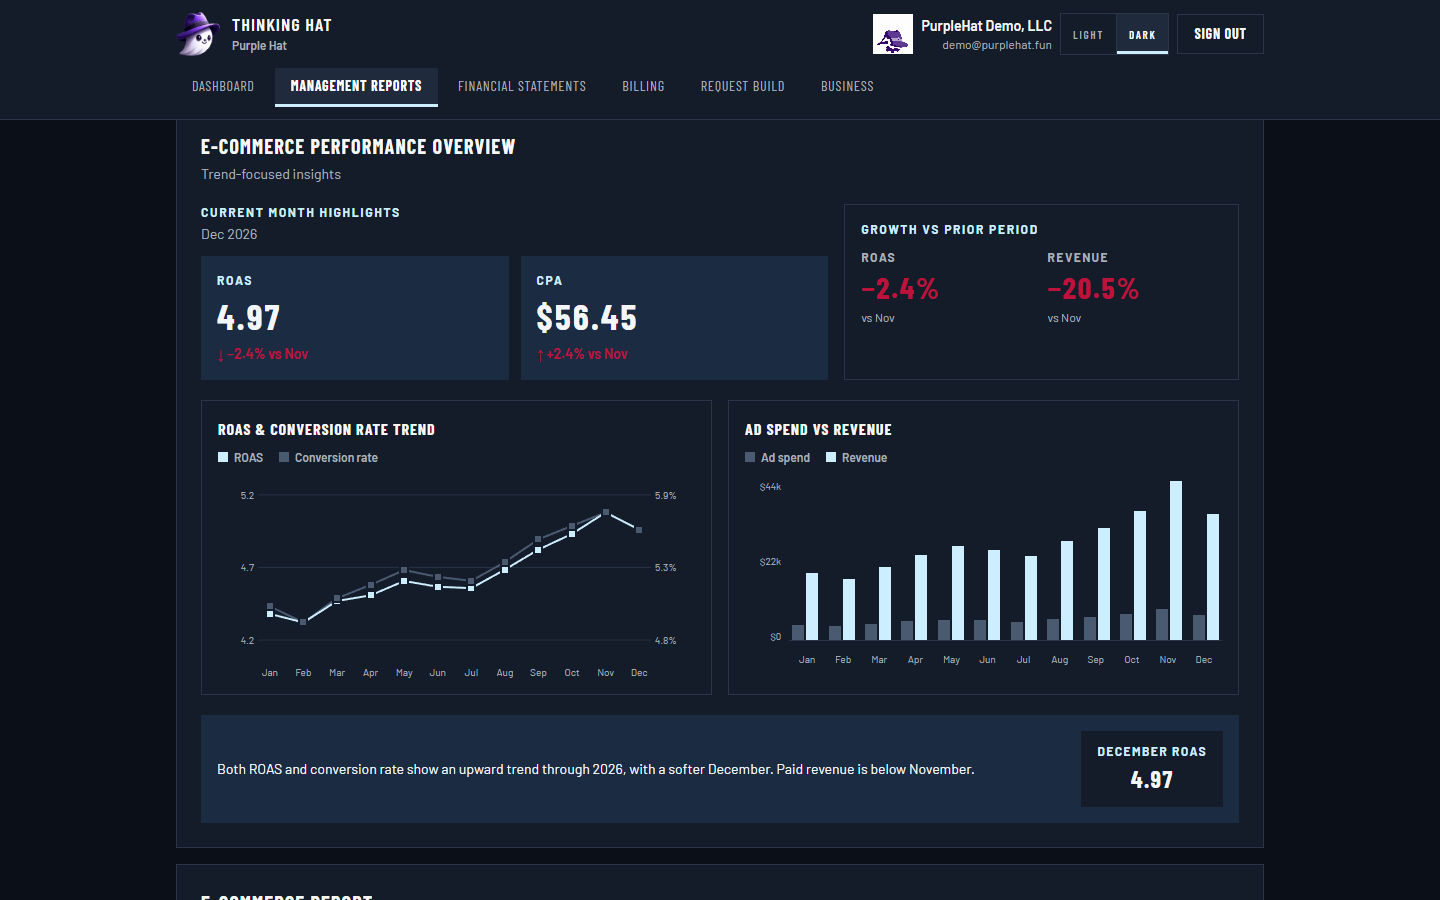 THINKING HAT
Purple Hat
PurpleHat Demo, LLC
demo@purplehat.fun
LIGHT
DARK
SIGN OUT
DASHBOARD
MANAGEMENT REPORTS
FINANCIAL STATEMENTS
BILLING
REQUEST BUILD
BUSINESS
E-COMMERCE PERFORMANCE OVERVIEW
Trend-focused insights
CURRENT MONTH HIGHLIGHTS
Dec 2026
ROAS
4.97
↓ −2.4% vs Nov
CPA
$56.45
↑ +2.4% vs Nov
GROWTH VS PRIOR PERIOD
ROAS
−2.4%
vs Nov
REVENUE
−20.5%
vs Nov
ROAS & CONVERSION RATE TREND
ROAS
Conversion rate
5.2
5.9%
4.7
5.3%
4.2
4.8%
Jan Feb Mar Apr May Jun Jul Aug Sep Oct Nov Dec
AD SPEND VS REVENUE
Ad spend
Revenue
$44k
$22k
$0
Jan Feb Mar Apr May Jun Jul Aug Sep Oct Nov Dec
Both ROAS and conversion rate show an upward trend through 2026, with a softer December. Paid revenue is below November.
DECEMBER ROAS
4.97
E-COMMERCE REPORT